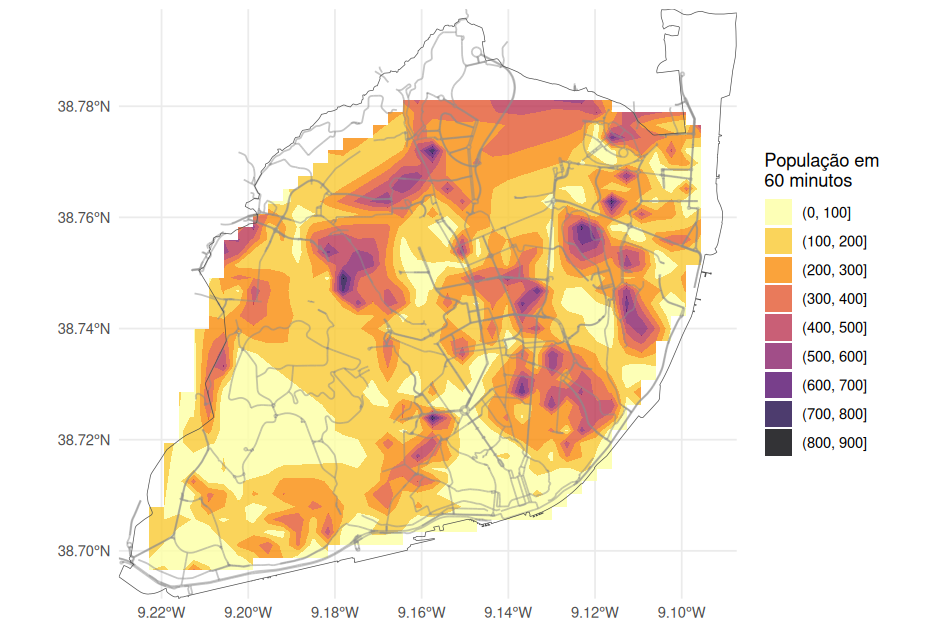 38.78°N
38.76°N
38.74°N
38.72°N
38.70°N
9.22°W
9.20°W
9.18°W
9.16°W
9.14°W
9.12°W
9.10°W
População em
60 minutos
(0, 100]
(100, 200]
(200, 300]
(300, 400]
(400, 500]
(500, 600]
(600, 700]
(700, 800]
(800, 900]